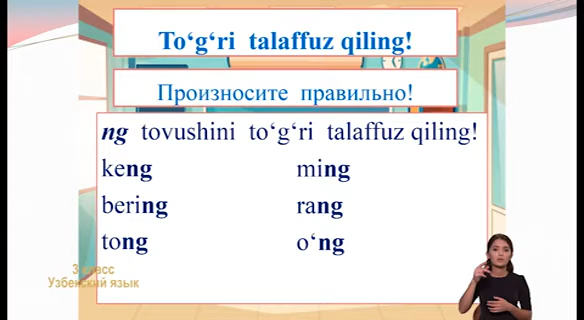 To‘g‘ri talaffuz qiling!
Произносите правильно!
ng tovushini to‘g‘ri talaffuz qiling!
keng ming
bering rang
tong o‘ng
3 класс
Узбекский язык